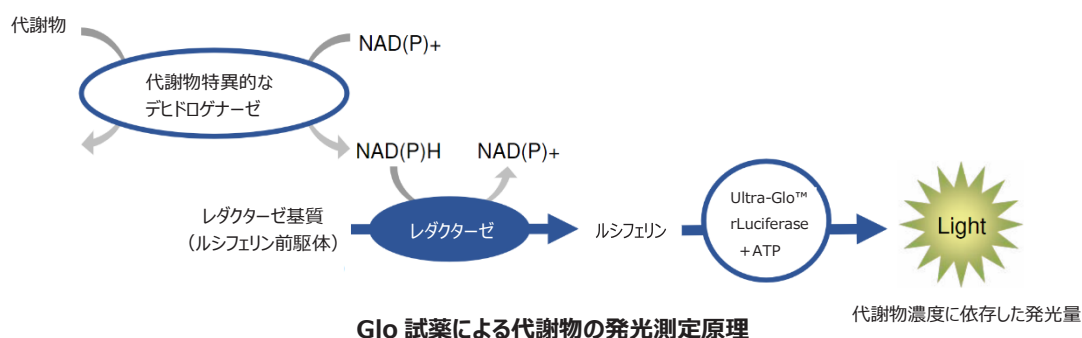 代謝物
NAD(P)+
代謝物特異的な
デヒドロゲナーゼ
NAD(P)H
NAD(P)+
レダクターゼ基質
（ルシフェリン前駆体）
レダクターゼ
ルシフェリン
Ultra-Glo™
rLuciferase
+ATP
Light
代謝物濃度に依存した発光量
Glo 試薬による代謝物の発光測定原理